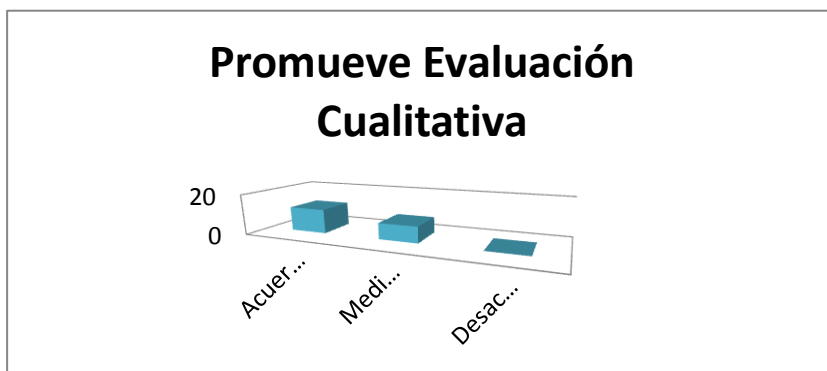 Promueve Evaluación
Cualitativa
20
0
Acuer...
Medi...
Desac...